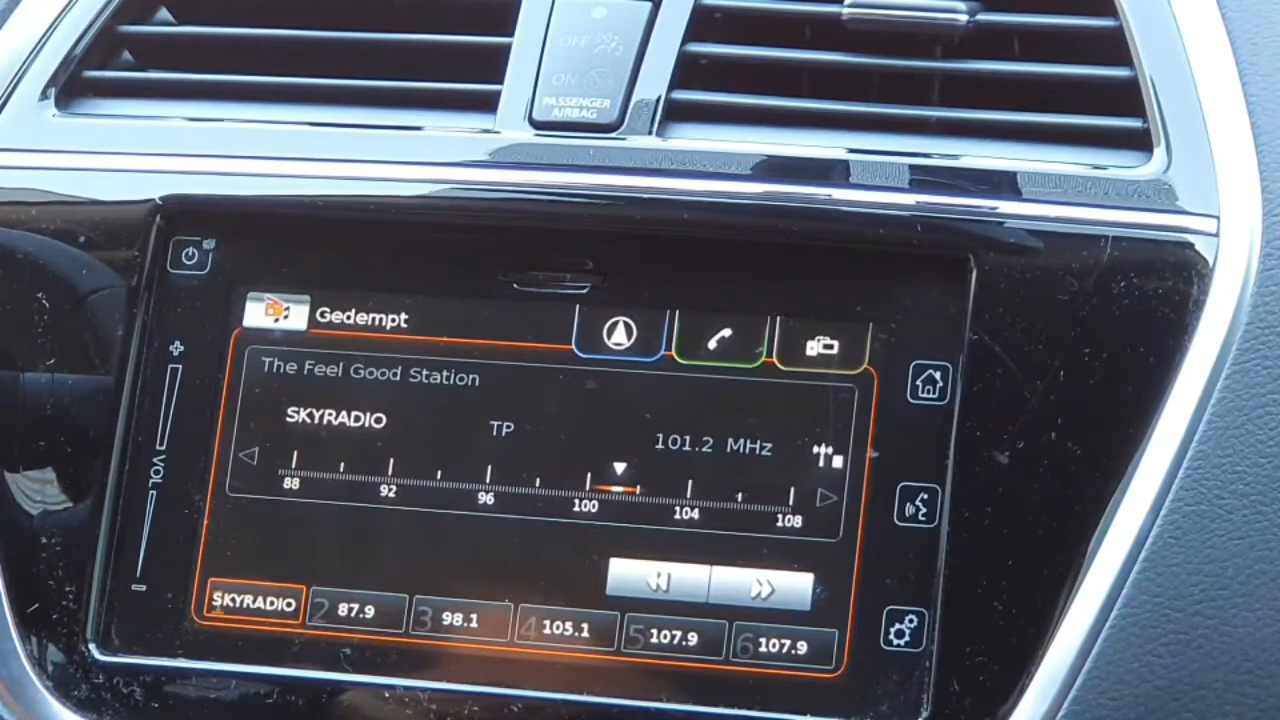 OFF
ON
PASSENGER
AIRBAG
Gedempt
The Feel Good Station
SKYRADIO
TP
101.2 MHz
88 92 96 100 104 108
VOL
1 SKYRADIO
2 87.9
3 98.1
4 105.1
5 107.9
6 107.9